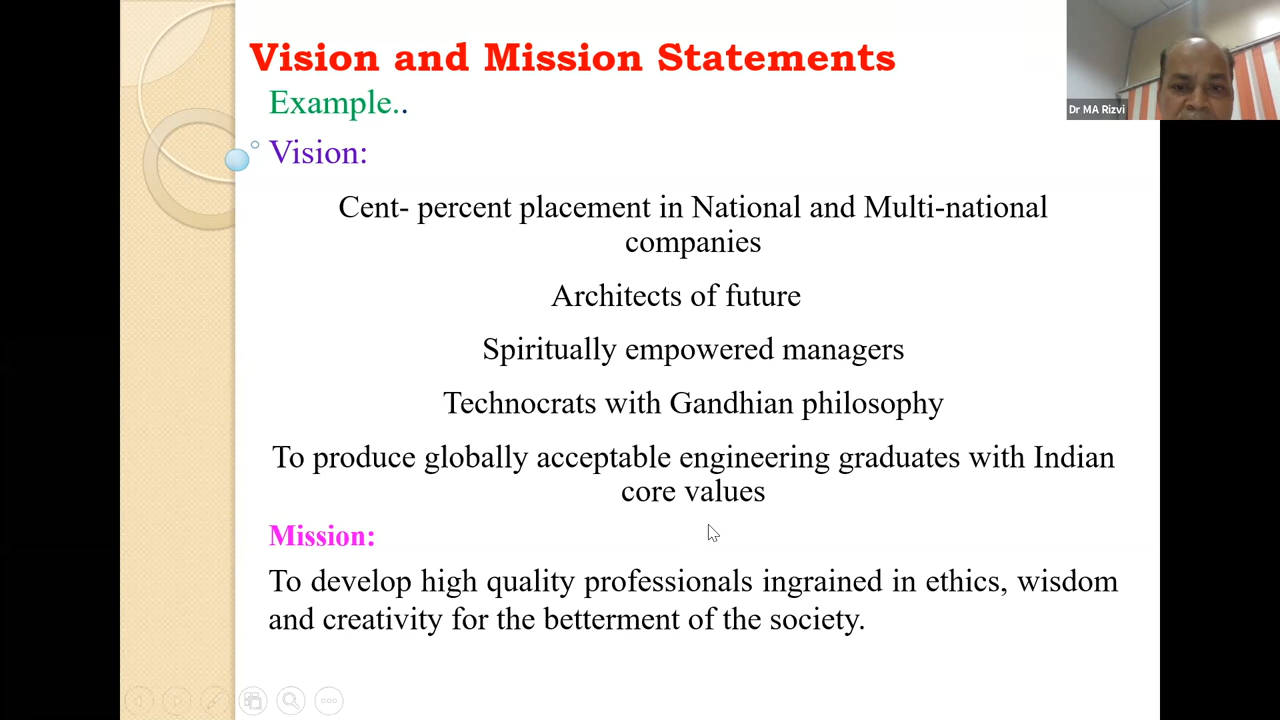 Vision and Mission Statements
Example..
Vision:
Cent- percent placement in National and Multi-national
companies
Architects of future
Spiritually empowered managers
Technocrats with Gandhian philosophy
To produce globally acceptable engineering graduates with Indian
core values
Mission:
To develop high quality professionals ingrained in ethics, wisdom
and creativity for the betterment of the society.
Dr MA Rizvi